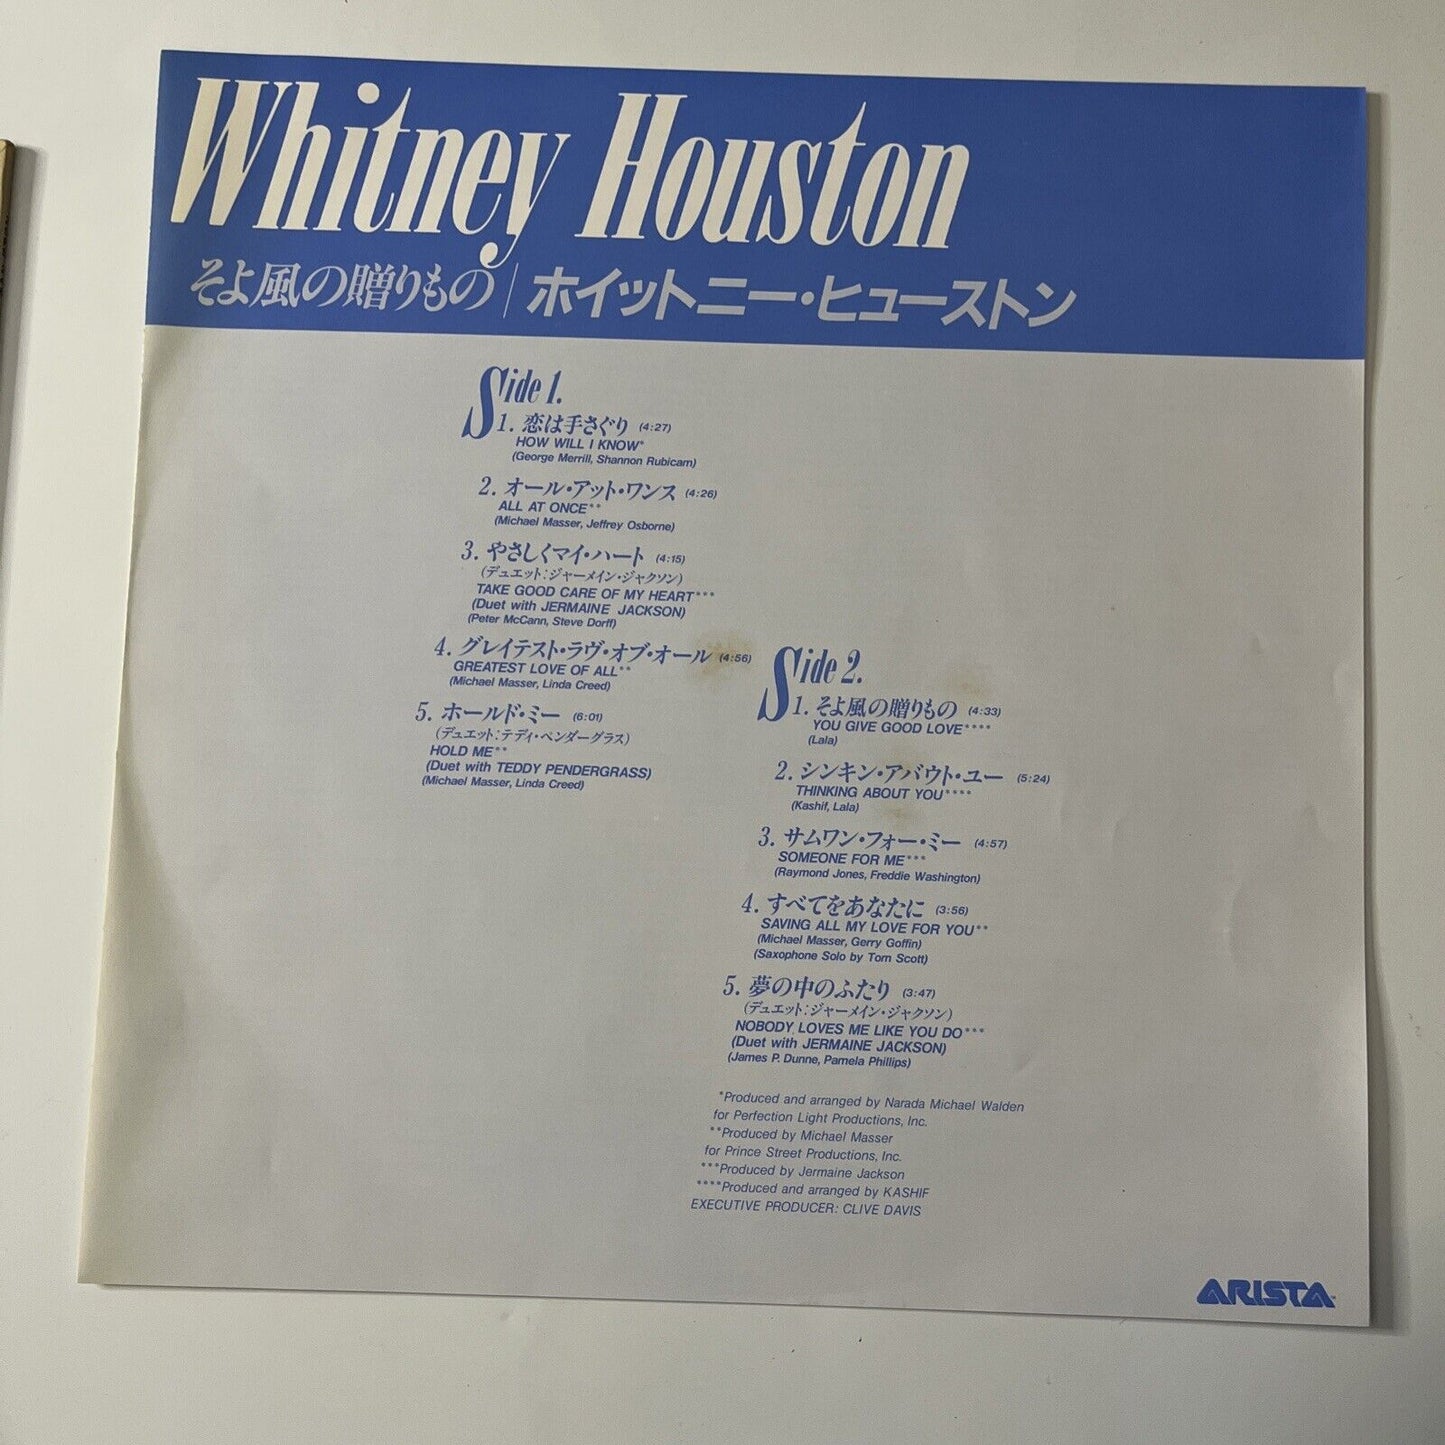 Whitney Houston
そよ風の贈りもの|ホイットニー・ヒューストン
Side 1.
1. 恋は手さぐり (4:27)
HOW WILL I KNOW*
(George Merrill, Shannon Rubicam)
2. オール・アット・ワンス (4:26)
ALL AT ONCE**
(Michael Masser, Jeffrey Osborne)
3. やさしくマイ・ハート (4:15)
(デュエット:ジャーメイン・ジャクソン)
TAKE GOOD CARE OF MY HEART***
(Duet with JERMAINE JACKSON)
(Peter McCann, Steve Dorff)
4. グレイテスト・ラヴ・オブ・オール (4:56)
GREATEST LOVE OF ALL**
(Michael Masser, Linda Creed)
5. ホールド・ミー (6:01)
(デュエット:テディ・ペンダーグラス)
HOLD ME**
(Duet with TEDDY PENDERGRASS)
(Michael Masser, Linda Creed)
Side 2.
1. そよ風の贈りもの (4:33)
YOU GIVE GOOD LOVE****
(Lala)
2. シンキン・アバウト・ユー (5:24)
THINKING ABOUT YOU****
(Kashif, Lala)
3. サムワン・フォー・ミー (4:57)
SOMEONE FOR ME***
(Raymond Jones, Freddie Washington)
4. すべてをあなたに (3:56)
SAVING ALL MY LOVE FOR YOU**
(Michael Masser, Gerry Goffin)
(Saxophone Solo by Tom Scott)
5. 夢の中のふたり (3:47)
(デュエット:ジャーメイン・ジャクソン)
NOBODY LOVES ME LIKE YOU DO***
(Duet with JERMAINE JACKSON)
(James P. Dunne, Pamela Phillips)
*Produced and arranged by Narada Michael Walden
for Perfection Light Productions, Inc.
**Produced by Michael Masser
for Prince Street Productions, Inc.
***Produced by Jermaine Jackson
****Produced and arranged by KASHIF
EXECUTIVE PRODUCER: CLIVE DAVIS
ARISTA